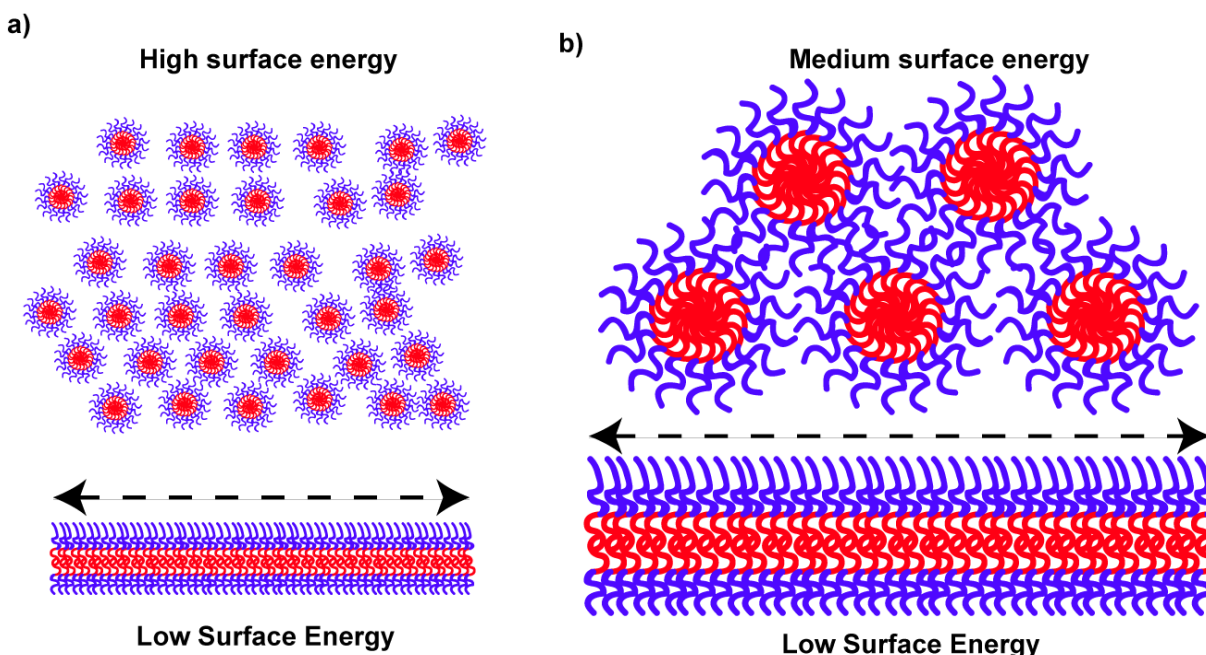 a)
High surface energy
Low Surface Energy
b)
Medium surface energy
Low Surface Energy